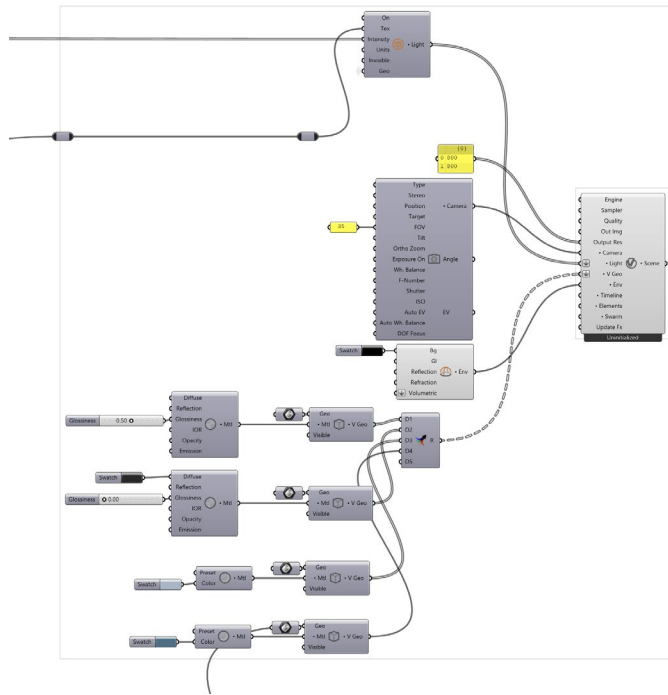 On
Tex
Intensity
Units
Invisible
Geo
Light
{0}
0 800
1 800
Type
Stereo
Position
Target
FOV
Tilt
Ortho Zoom
Exposure On
Wh. Balance
F-Number
Shutter
ISO
Auto EV
Auto Wh. Balance
DOF Focus
Camera
Angle
EV
35
Engine
Sampler
Quality
Out Img
Output Res
Camera
Light
V Geo
Env
Timeline
Elements
Swarm
Update Fx
Scene
Uninitialized
Swatch
Bg
GI
Reflection
Refraction
Volumetric
Env
Diffuse
Reflection
Glossiness
IOR
Opacity
Emission
Mtl
Glossiness
0.50
Geo
Mtl
Visible
V Geo
D1
D2
D3
D4
D5
R
Swatch
Glossiness
0.00
Diffuse
Reflection
Glossiness
IOR
Opacity
Emission
Mtl
Geo
Mtl
Visible
V Geo
Swatch
Preset
Color
Mtl
Geo
Mtl
Visible
V Geo
Swatch
Preset
Color
Mtl
Geo
Mtl
Visible
V Geo